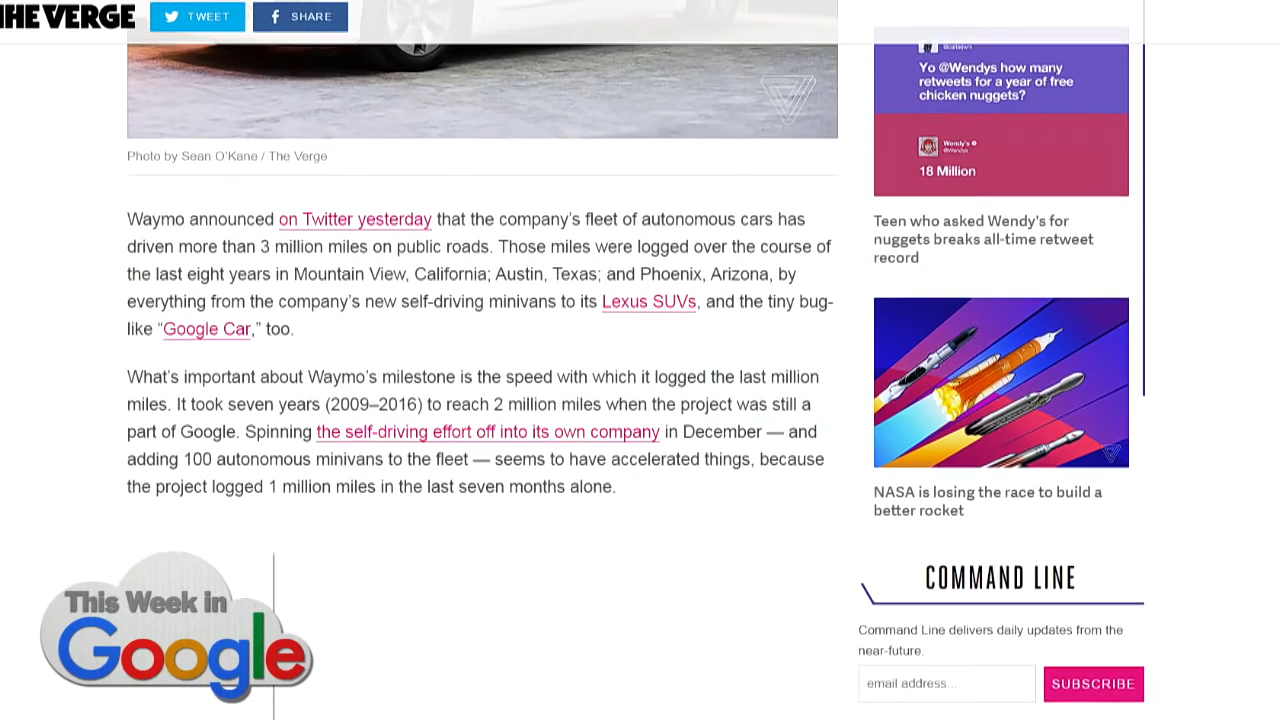 THE VERGE
TWEET
SHARE
Photo by Sean O'Kane / The Verge
Waymo announced on Twitter yesterday that the company's fleet of autonomous cars has
driven more than 3 million miles on public roads. Those miles were logged over the course of
the last eight years in Mountain View, California; Austin, Texas; and Phoenix, Arizona, by
everything from the company's new self-driving minivans to its Lexus SUVs, and the tiny bug-
like “Google Car,” too.
What's important about Waymo's milestone is the speed with which it logged the last million
miles. It took seven years (2009–2016) to reach 2 million miles when the project was still a
part of Google. Spinning the self-driving effort off into its own company in December — and
adding 100 autonomous minivans to the fleet — seems to have accelerated things, because
the project logged 1 million miles in the last seven months alone.
Yo @Wendys how many
retweets for a year of free
chicken nuggets?
Wendy's
@Wendys
18 Million
Teen who asked Wendy's for
nuggets breaks all-time retweet
record
NASA is losing the race to build a
better rocket
COMMAND LINE
Command Line delivers daily updates from the
near-future.
email address...
SUBSCRIBE
This Week in
Google